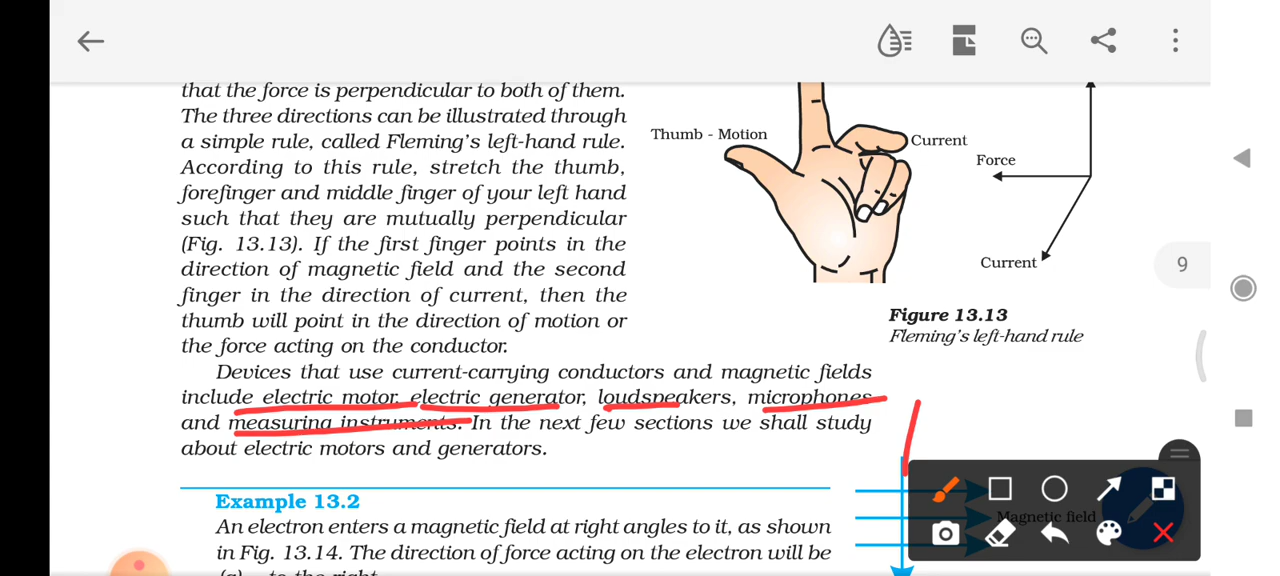 that the force is perpendicular to both of them.
The three directions can be illustrated through
a simple rule, called Fleming's left-hand rule.
According to this rule, stretch the thumb,
forefinger and middle finger of your left hand
such that they are mutually perpendicular
(Fig. 13.13). If the first finger points in the
direction of magnetic field and the second
finger in the direction of current, then the
thumb will point in the direction of motion or
the force acting on the conductor.
Thumb - Motion
Current
Force
Current
9
Figure 13.13
Fleming's left-hand rule
Devices that use current-carrying conductors and magnetic fields
include electric motor, electric generator, loudspeakers, microphones
and measuring instruments. In the next few sections we shall study
about electric motors and generators.
Example 13.2
An electron enters a magnetic field at right angles to it, as shown
in Fig. 13.14. The direction of force acting on the electron will be
to the right
Magnetic field